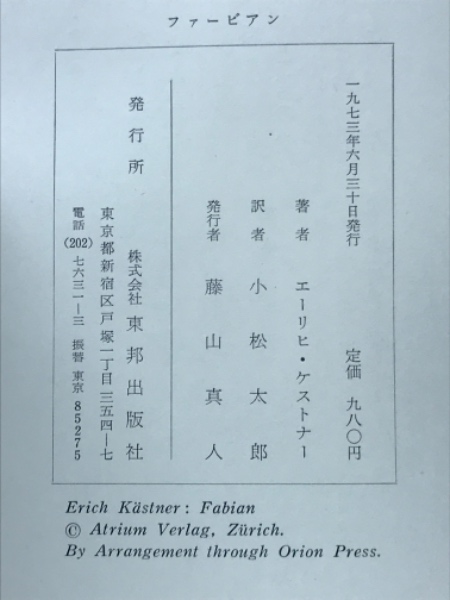 ファービアン
一九七三年六月三十日発行
定価 九八〇円
著者 エーリヒ・ケストナー
訳者 小松太郎
発行者 藤山真人
発行所 株式会社 東邦出版社
東京都新宿区戸塚一丁目三五四―七
電話(202)七六三一―三 振替 東京 85275
Erich Kästner: Fabian
© Atrium Verlag, Zürich.
By Arrangement through Orion Press.